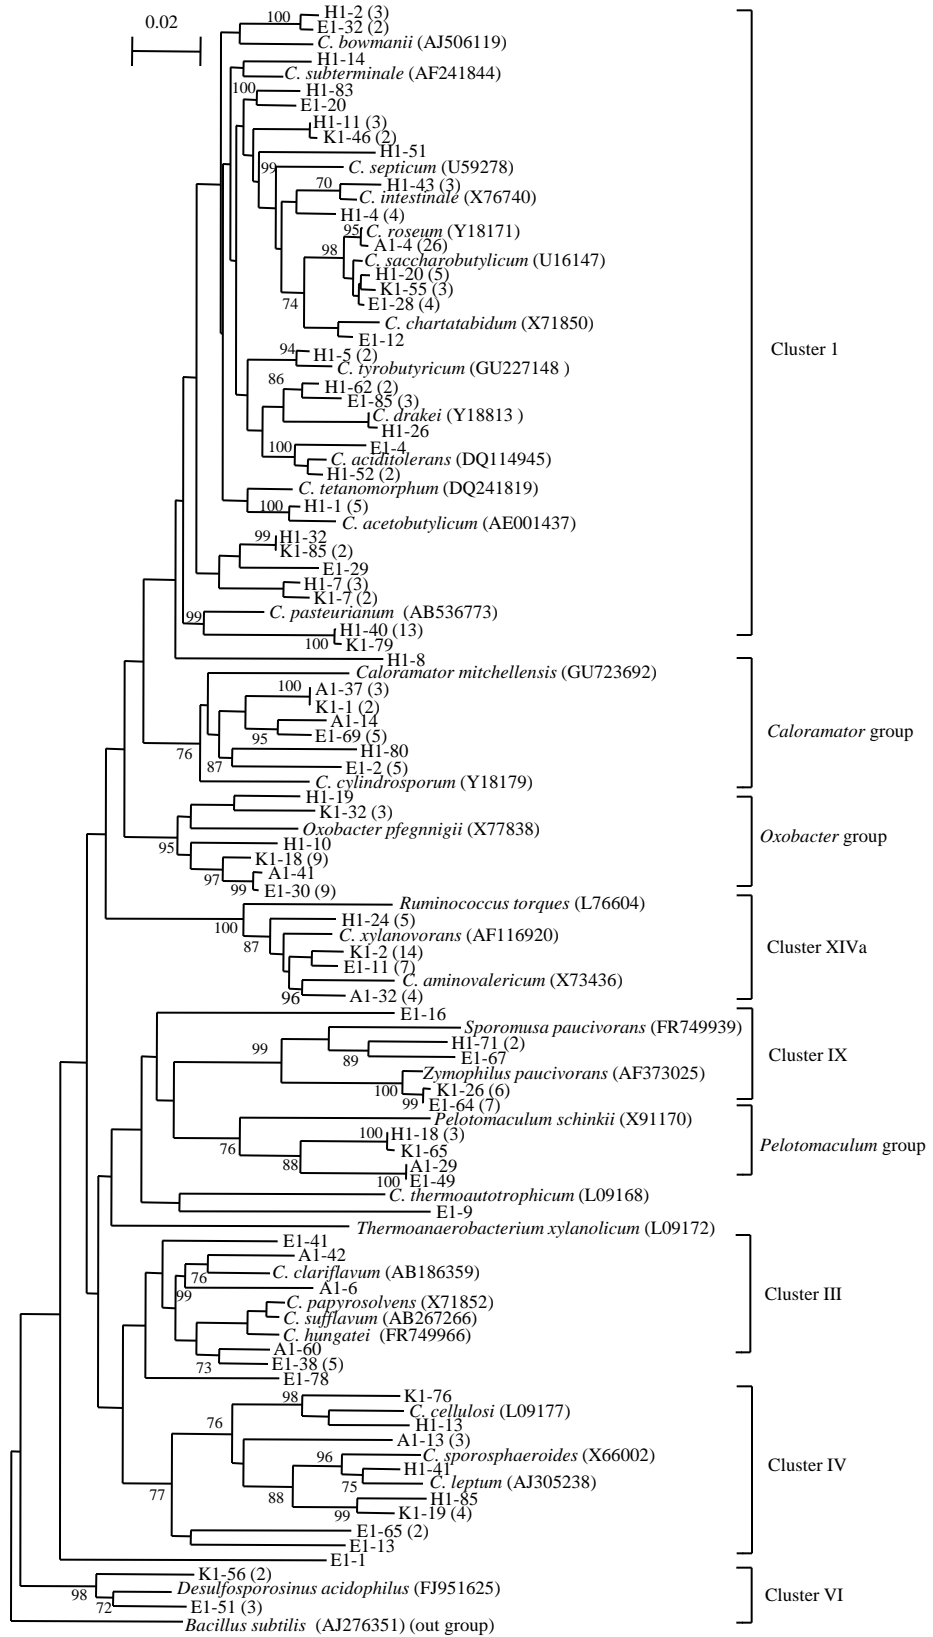 0.02
100
H1-2 (3)
E1-32 (2)
C. bowmanii (AJ506119)
H1-14
C. subterminale (AF241844)
100
H1-83
E1-20
H1-11 (3)
K1-46 (2)
H1-51
99
C. septicum (U59278)
70
H1-43 (3)
C. intestinale (X76740)
H1-4 (4)
95
C. roseum (Y18171)
A1-4 (26)
98
C. saccharobutylicum (U16147)
H1-20 (5)
K1-55 (3)
74
E1-28 (4)
C. chartatabidum (X71850)
E1-12
Cluster 1
94
H1-5 (2)
C. tyrobutyricum (GU227148 )
86
H1-62 (2)
E1-85 (3)
C. drakei (Y18813 )
H1-26
100
E1-4
C. aciditolerans (DQ114945)
H1-52 (2)
C. tetanomorphum (DQ241819)
100
H1-1 (5)
C. acetobutylicum (AE001437)
99
H1-32
K1-85 (2)
E1-29
H1-7 (3)
K1-7 (2)
99
C. pasteurianum (AB536773)
H1-40 (13)
100
K1-79
H1-8
Caloramator mitchellensis (GU723692)
100
A1-37 (3)
K1-1 (2)
A1-14
95
E1-69 (5)
Caloramator group
76
H1-80
87
E1-2 (5)
C. cylindrosporum (Y18179)
H1-19
K1-32 (3)
Oxobacter pfegnnigii (X77838)
Oxobacter group
95
H1-10
K1-18 (9)
97
A1-41
99
E1-30 (9)
Ruminococcus torques (L76604)
100
H1-24 (5)
87
C. xylanovorans (AF116920)
Cluster XIVa
K1-2 (14)
E1-11 (7)
C. aminovalericum (X73436)
96
A1-32 (4)
E1-16
Sporomusa paucivorans (FR749939)
99
H1-71 (2)
89
E1-67
Cluster IX
Zymophilus paucivorans (AF373025)
100
K1-26 (6)
99
E1-64 (7)
Pelotomaculum schinkii (X91170)
100
H1-18 (3)
76
K1-65
Pelotomaculum group
88
A1-29
100
E1-49
C. thermoautotrophicum (L09168)
E1-9
Thermoanaerobacterium xylanolicum (L09172)
E1-41
A1-42
76
C. clariflavum (AB186359)
99
A1-6
Cluster III
C. papyrosolvens (X71852)
C. sufflavum (AB267266)
C. hungatei (FR749966)
A1-60
73
E1-38 (5)
E1-78
98
K1-76
C. cellulosi (L09177)
76
H1-13
A1-13 (3)
96
C. sporosphaeroides (X66002)
H1-41
Cluster IV
75
C. leptum (AJ305238)
77
88
H1-85
99
K1-19 (4)
E1-65 (2)
E1-13
E1-1
K1-56 (2)
98
Desulfosporosinus acidophilus (FJ951625)
Cluster VI
72
E1-51 (3)
Bacillus subtilis (AJ276351) (out group)